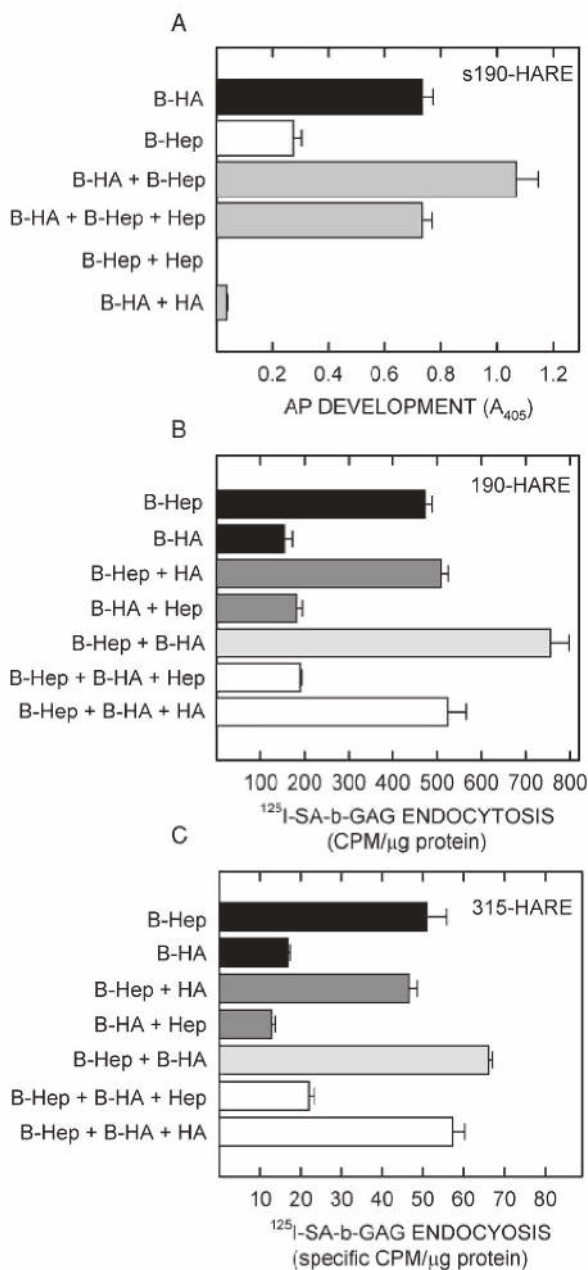 A
s190-HARE
B-HA
B-Hep
B-HA + B-Hep
B-HA + B-Hep + Hep
B-Hep + Hep
B-HA + HA
0.2 0.4 0.6 0.8 1.0 1.2
AP DEVELOPMENT (A405)
B
190-HARE
B-Hep
B-HA
B-Hep + HA
B-HA + Hep
B-Hep + B-HA
B-Hep + B-HA + Hep
B-Hep + B-HA + HA
100 200 300 400 500 600 700 800
125I-SA-b-GAG ENDOCYTOSIS
(CPM/μg protein)
C
315-HARE
B-Hep
B-HA
B-Hep + HA
B-HA + Hep
B-Hep + B-HA
B-Hep + B-HA + Hep
B-Hep + B-HA + HA
10 20 30 40 50 60 70 80
125I-SA-b-GAG ENDOCYOSIS
(specific CPM/μg protein)